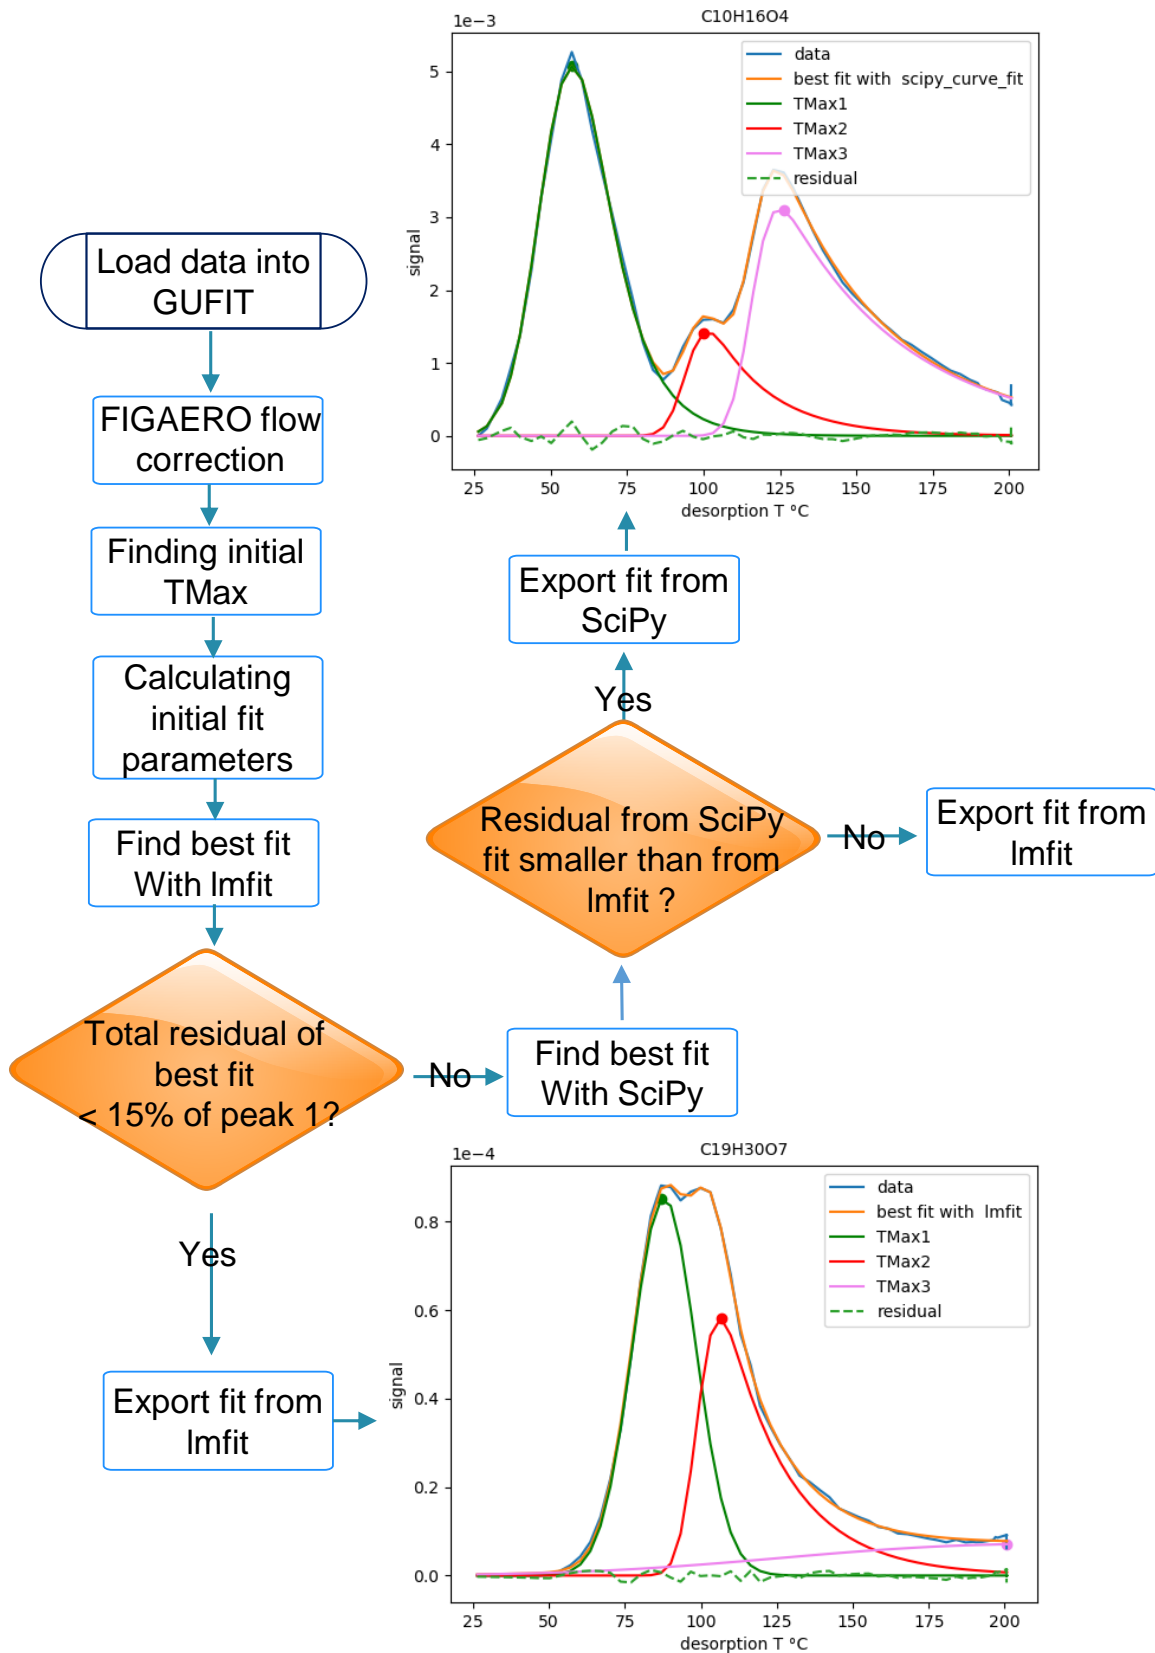 1e−3
C10H16O4
data
best fit with  scipy_curve_fit
TMax1
TMax2
TMax3
residual
5
4
3
2
1
0
signal
25
50
75
100
125
150
175
200
desorption T °C
Load data into
GUFIT
FIGAERO flow
correction
Finding initial
TMax
Calculating
initial fit
parameters
Find best fit
With lmfit
Total residual of
best fit
< 15% of peak 1?
No
Find best fit
With SciPy
Residual from SciPy
fit smaller than from
lmfit ?
Yes
Export fit from
SciPy
No
Export fit from
lmfit
Yes
Export fit from
lmfit
1e−4
C19H30O7
data
best fit with  lmfit
TMax1
TMax2
TMax3
residual
0.8
0.6
0.4
0.2
0.0
signal
25
50
75
100
125
150
175
200
desorption T °C